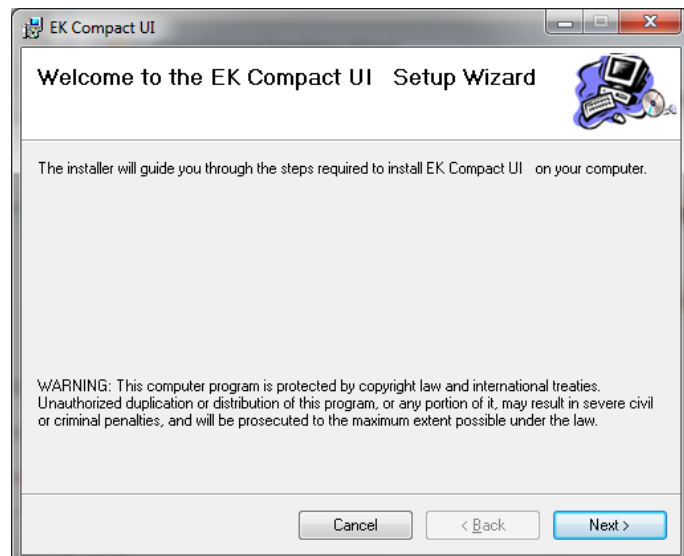 EK Compact UI
Welcome to the EK Compact UI   Setup Wizard
The installer will guide you through the steps required to install EK Compact UI   on your computer.
WARNING: This computer program is protected by copyright law and international treaties.
Unauthorized duplication or distribution of this program, or any portion of it, may result in severe civil
or criminal penalties, and will be prosecuted to the maximum extent possible under the law.
Cancel
< Back
Next >